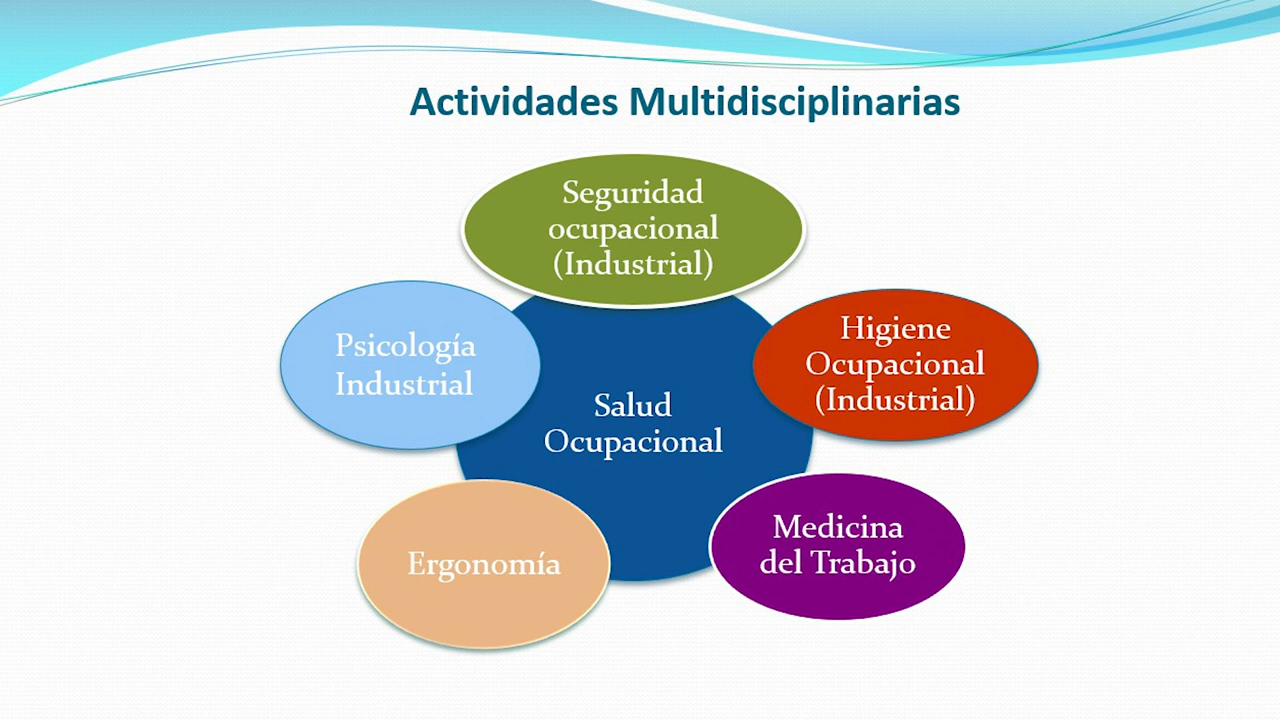 Actividades Multidisciplinarias
Seguridad
ocupacional
(Industrial)
Psicología
Industrial
Higiene
Ocupacional
(Industrial)
Salud
Ocupacional
Ergonomía
Medicina
del Trabajo